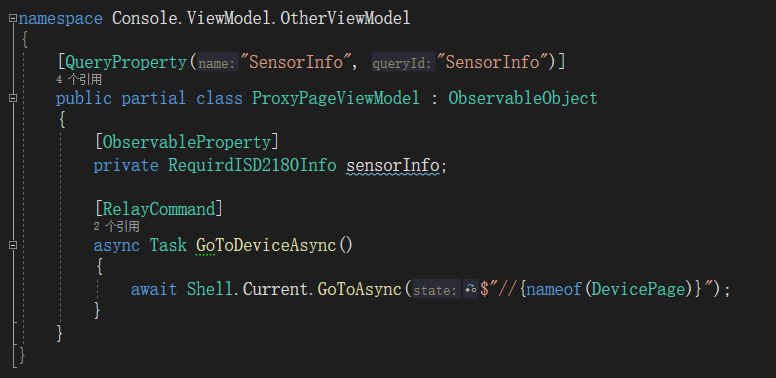 namespace Console.ViewModel.OtherViewModel
{
[QueryProperty(name:"SensorInfo", queryId:"SensorInfo")]
4 个引用
public partial class ProxyPageViewModel : ObservableObject
{
[ObservableProperty]
private RequirdISD2180Info sensorInfo;
[RelayCommand]
2 个引用
async Task GoToDeviceAsync()
{
await Shell.Current.GoToAsync(state:$"//{nameof(DevicePage)}");
}
}
}